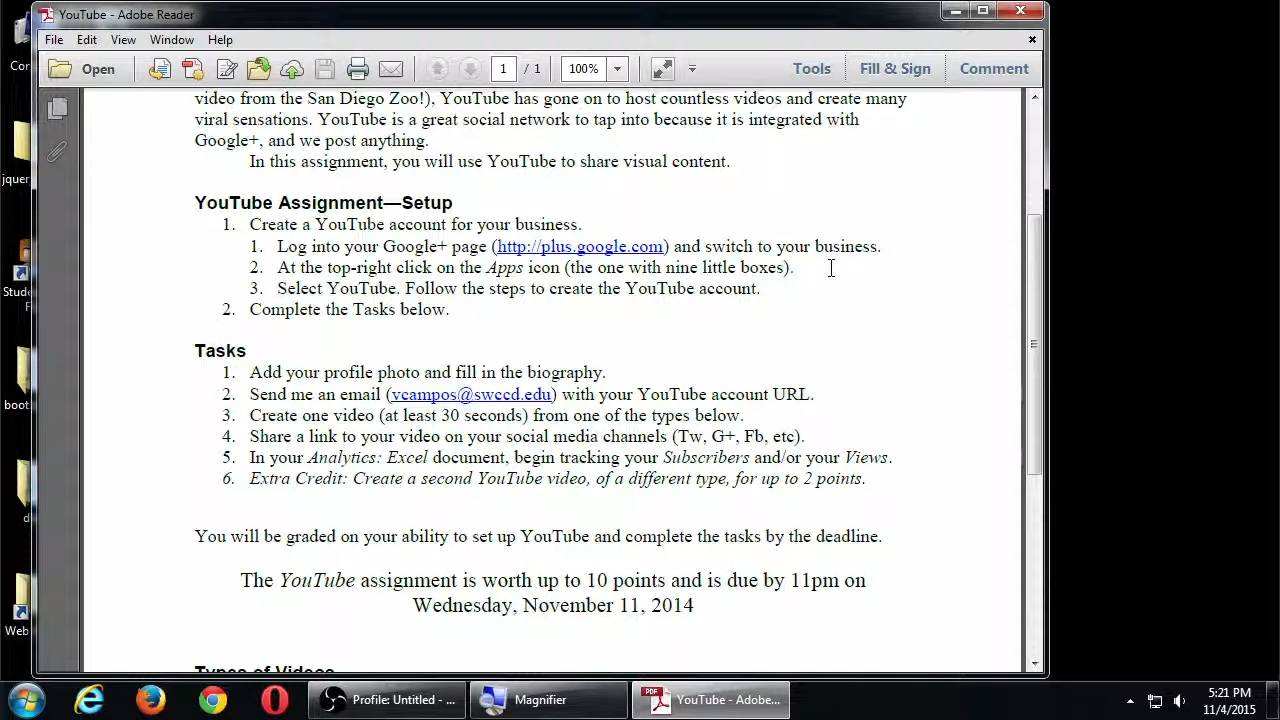 YouTube - Adobe Reader
File Edit View Window Help
Open 1 / 1 100% Tools Fill & Sign Comment
video from the San Diego Zoo!), YouTube has gone on to host countless videos and create many
viral sensations. YouTube is a great social network to tap into because it is integrated with
Google+, and we post anything.
In this assignment, you will use YouTube to share visual content.
YouTube Assignment—Setup
1. Create a YouTube account for your business.
1. Log into your Google+ page (http://plus.google.com) and switch to your business.
2. At the top-right click on the Apps icon (the one with nine little boxes).
3. Select YouTube. Follow the steps to create the YouTube account.
2. Complete the Tasks below.
Tasks
1. Add your profile photo and fill in the biography.
2. Send me an email (vcampos@swccd.edu) with your YouTube account URL.
3. Create one video (at least 30 seconds) from one of the types below.
4. Share a link to your video on your social media channels (Tw, G+, Fb, etc).
5. In your Analytics: Excel document, begin tracking your Subscribers and/or your Views.
6. Extra Credit: Create a second YouTube video, of a different type, for up to 2 points.
You will be graded on your ability to set up YouTube and complete the tasks by the deadline.
The YouTube assignment is worth up to 10 points and is due by 11pm on
Wednesday, November 11, 2014
Types of Videos
Cor
jquer
Stude
boot
d
Web
Profile: Untitled - ...
Magnifier
PDF
YouTube - Adobe...
5:21 PM
11/4/2015